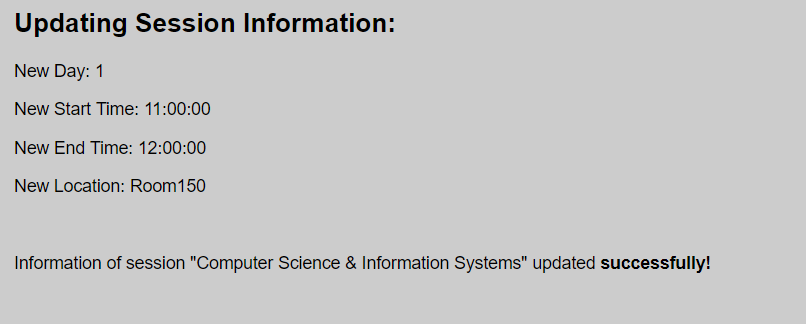 Updating Session Information:
New Day: 1
New Start Time: 11:00:00
New End Time: 12:00:00
New Location: Room150
Information of session "Computer Science & Information Systems" updated successfully!